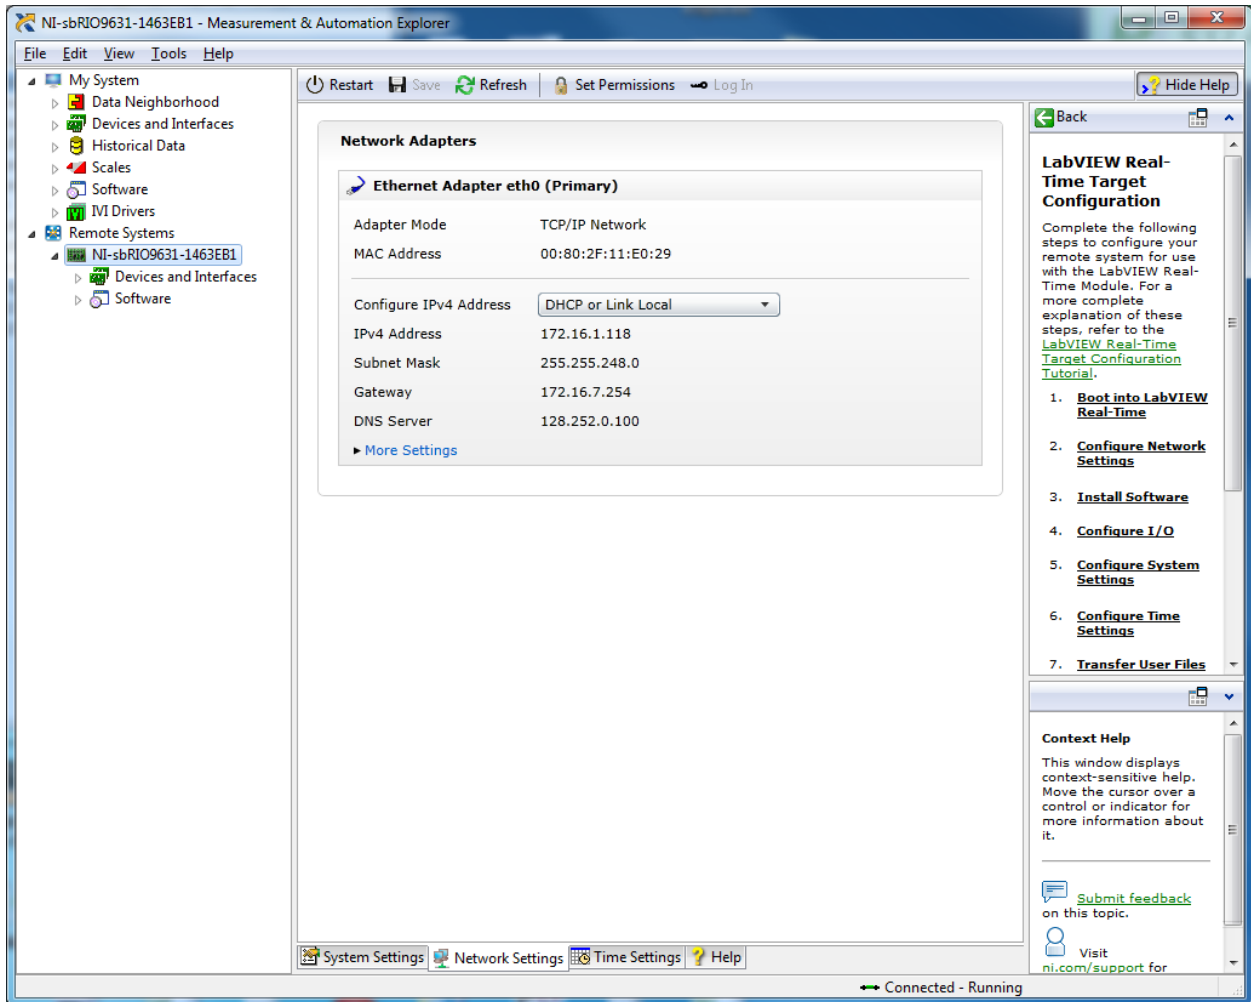 NI-sbRIO9631-1463EB1 - Measurement & Automation Explorer
File Edit View Tools Help
My System
Data Neighborhood
Devices and Interfaces
Historical Data
Scales
Software
IVI Drivers
Remote Systems
NI-sbRIO9631-1463EB1
Devices and Interfaces
Software
Restart Save Refresh Set Permissions Log In
Hide Help
Network Adapters
Ethernet Adapter eth0 (Primary)
Adapter Mode TCP/IP Network
MAC Address 00:80:2F:11:E0:29
Configure IPv4 Address DHCP or Link Local
IPv4 Address 172.16.1.118
Subnet Mask 255.255.248.0
Gateway 172.16.7.254
DNS Server 128.252.0.100
More Settings
System Settings Network Settings Time Settings Help
Back
LabVIEW Real-
Time Target
Configuration
Complete the following
steps to configure your
remote system for use
with the LabVIEW Real-
Time Module. For a
more complete
explanation of these
steps, refer to the
LabVIEW Real-Time
Target Configuration
Tutorial.
1. Boot into LabVIEW
Real-Time
2. Configure Network
Settings
3. Install Software
4. Configure I/O
5. Configure System
Settings
6. Configure Time
Settings
7. Transfer User Files
Context Help
This window displays
context-sensitive help.
Move the cursor over a
control or indicator for
more information about
it.
Submit feedback
on this topic.
Visit
ni.com/support for
Connected - Running